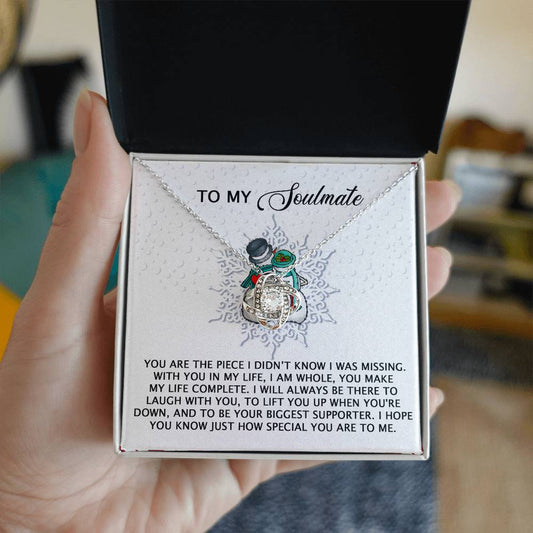 TO MY Soulmate
YOU ARE THE PIECE I DIDN'T KNOW I WAS MISSING.
WITH YOU IN MY LIFE, I AM WHOLE, YOU MAKE
MY LIFE COMPLETE. I WILL ALWAYS BE THERE TO
LAUGH WITH YOU, TO LIFT YOU UP WHEN YOU'RE
DOWN, AND TO BE YOUR BIGGEST SUPPORTER. I HOPE
YOU KNOW JUST HOW SPECIAL YOU ARE TO ME.